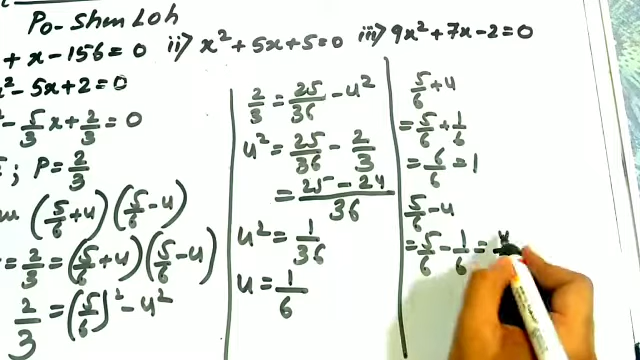 Po-Shen Loh
+ x - 156 = 0 ii) x² + 5x + 5 = 0 iii) 9x² + 7x - 2 = 0
- 5x + 2 = 0
- 5/3 x + 2/3 = 0
; P = 2/3
(5/6 + u)(5/6 - u)
= 2/3 = (5/6 + u)(5/6 - u)
2/3 = (5/6)² - u²
2/3 = 25/36 - u²
u² = 25/36 - 2/3
= 25 - 24 / 36
u² = 1/36
u = 1/6
5/6 + u
= 5/6 + 1/6
= 6/6 = 1
5/6 - u
= 5/6 - 1/6 =